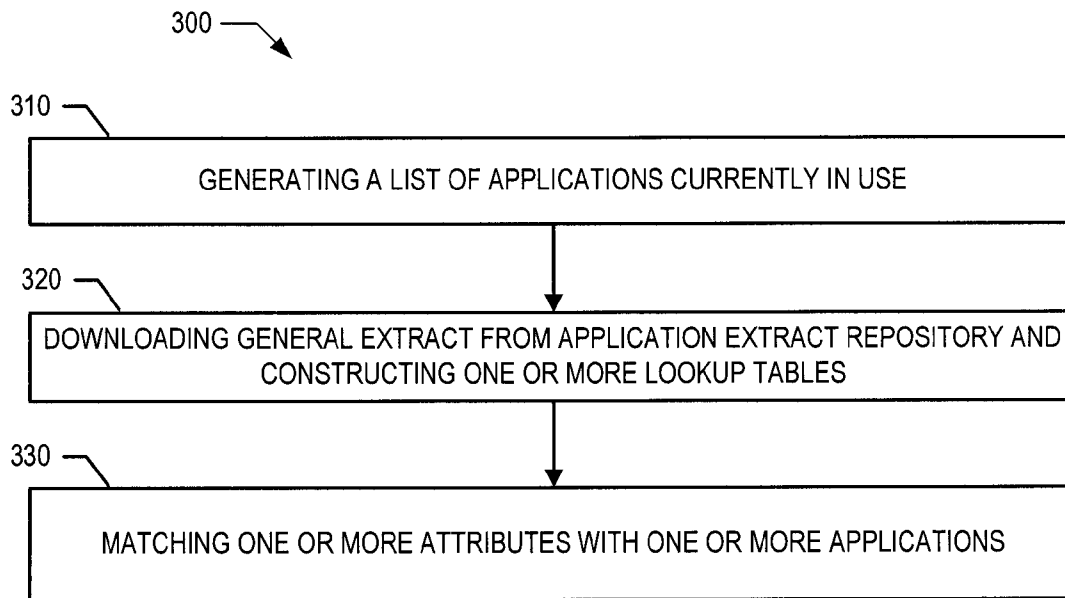 300
310
GENERATING A LIST OF APPLICATIONS CURRENTLY IN USE
320
DOWNLOADING GENERAL EXTRACT FROM APPLICATION EXTRACT REPOSITORY AND
CONSTRUCTING ONE OR MORE LOOKUP TABLES
330
MATCHING ONE OR MORE ATTRIBUTES WITH ONE OR MORE APPLICATIONS